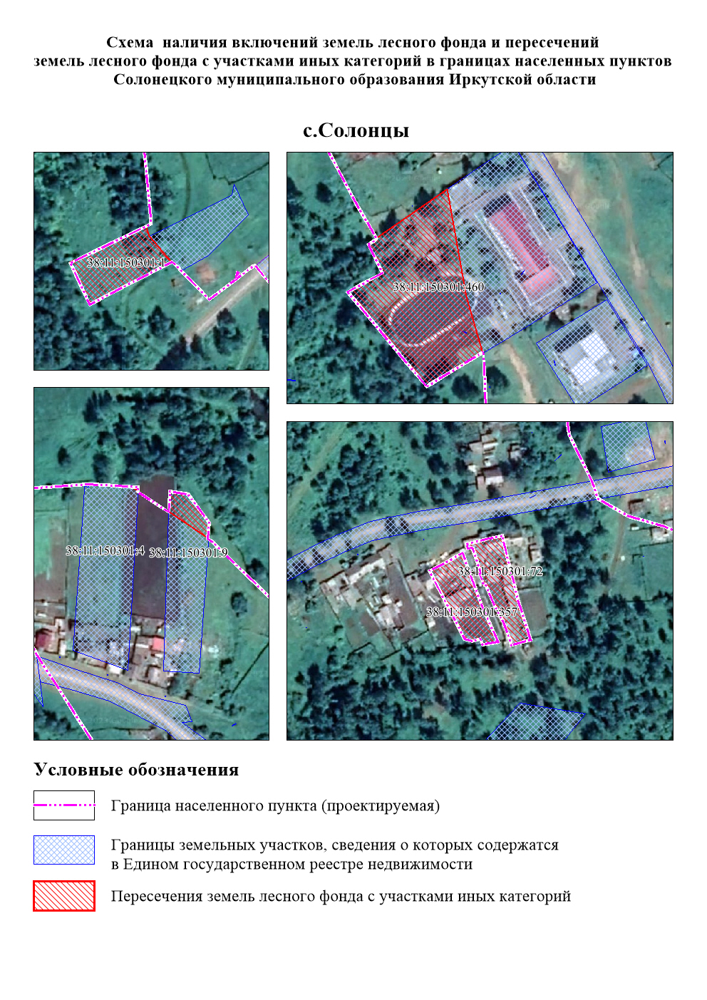 Схема наличия включений земель лесного фонда и пересечений
земель лесного фонда с участками иных категорий в границах населенных пунктов
Солонецкого муниципального образования Иркутской области
с.Солонцы
38:11:150301:1
38:11:150301:460
38:11:150301:4
38:11:150301:9
38:11:150301:72
38:11:150301:357
Условные обозначения
Граница населенного пункта (проектируемая)
Границы земельных участков, сведения о которых содержатся
в Едином государственном реестре недвижимости
Пересечения земель лесного фонда с участками иных категорий